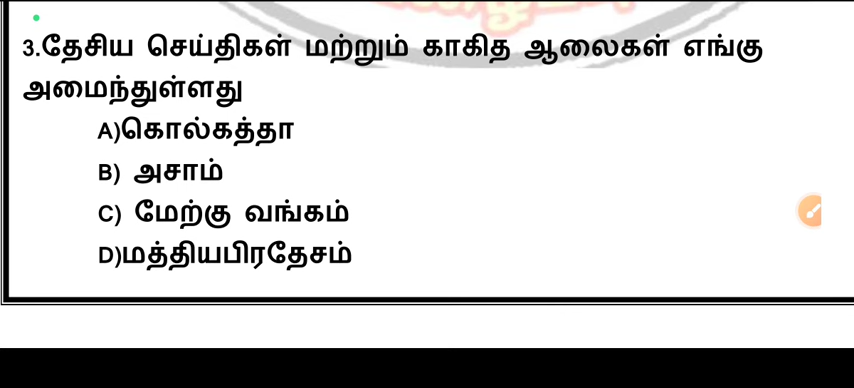 3.தேசிய செய்திகள் மற்றும் காகித ஆலைகள் எங்கு
அமைந்துள்ளது
A)கொல்கத்தா
B) அசாம்
C) மேற்கு வங்கம்
D)மத்தியபிரதேசம்